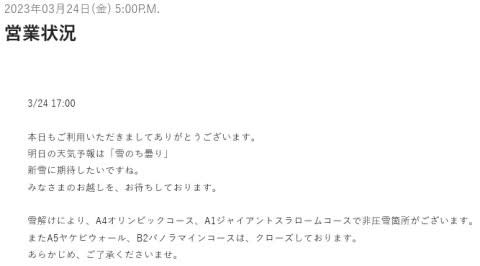 2023年03月24日(金) 5:00P.M.
営業状況
3/24 17:00
本日もご利用いただきましてありがとうございます。
明日の天気予報は「雪のち曇り」
新雪に期待したいですね。
みなさまのお越しを、お待ちしております。
雪解けにより、A4オリンピックコース、A1ジャイアントスラロームコースで非圧雪箇所がございます。
またA5ヤケビウォール、B2パノラマインコースは、クローズしております。
あらかじめ、ご了承くださいませ。